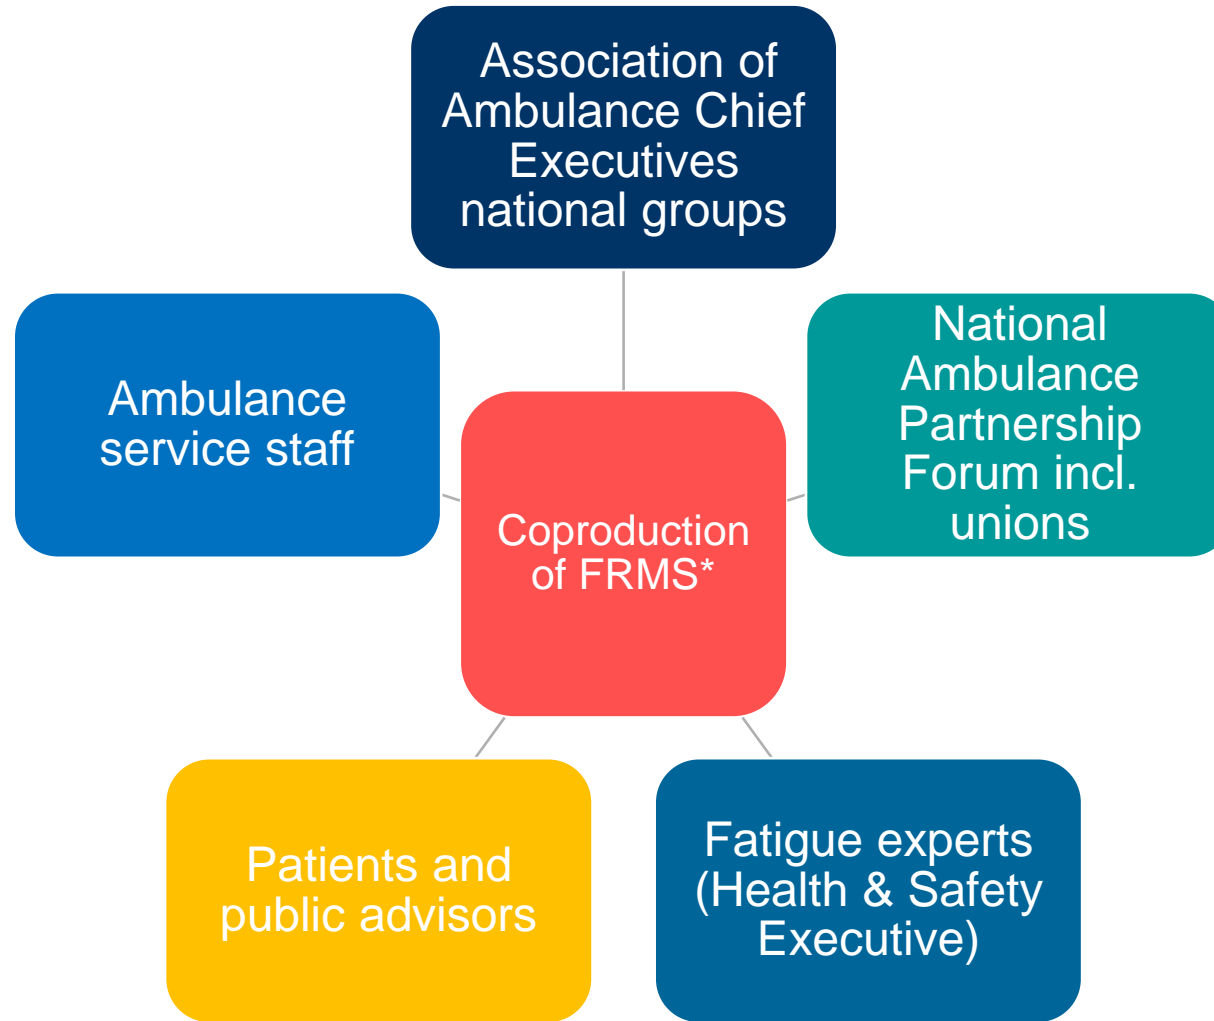 Association of
Ambulance Chief
Executives
national groups
Ambulance
service staff
National
Ambulance
Partnership
Forum incl.
unions
Coproduction
of FRMS*
Patients and
public advisors
Fatigue experts
(Health & Safety
Executive)